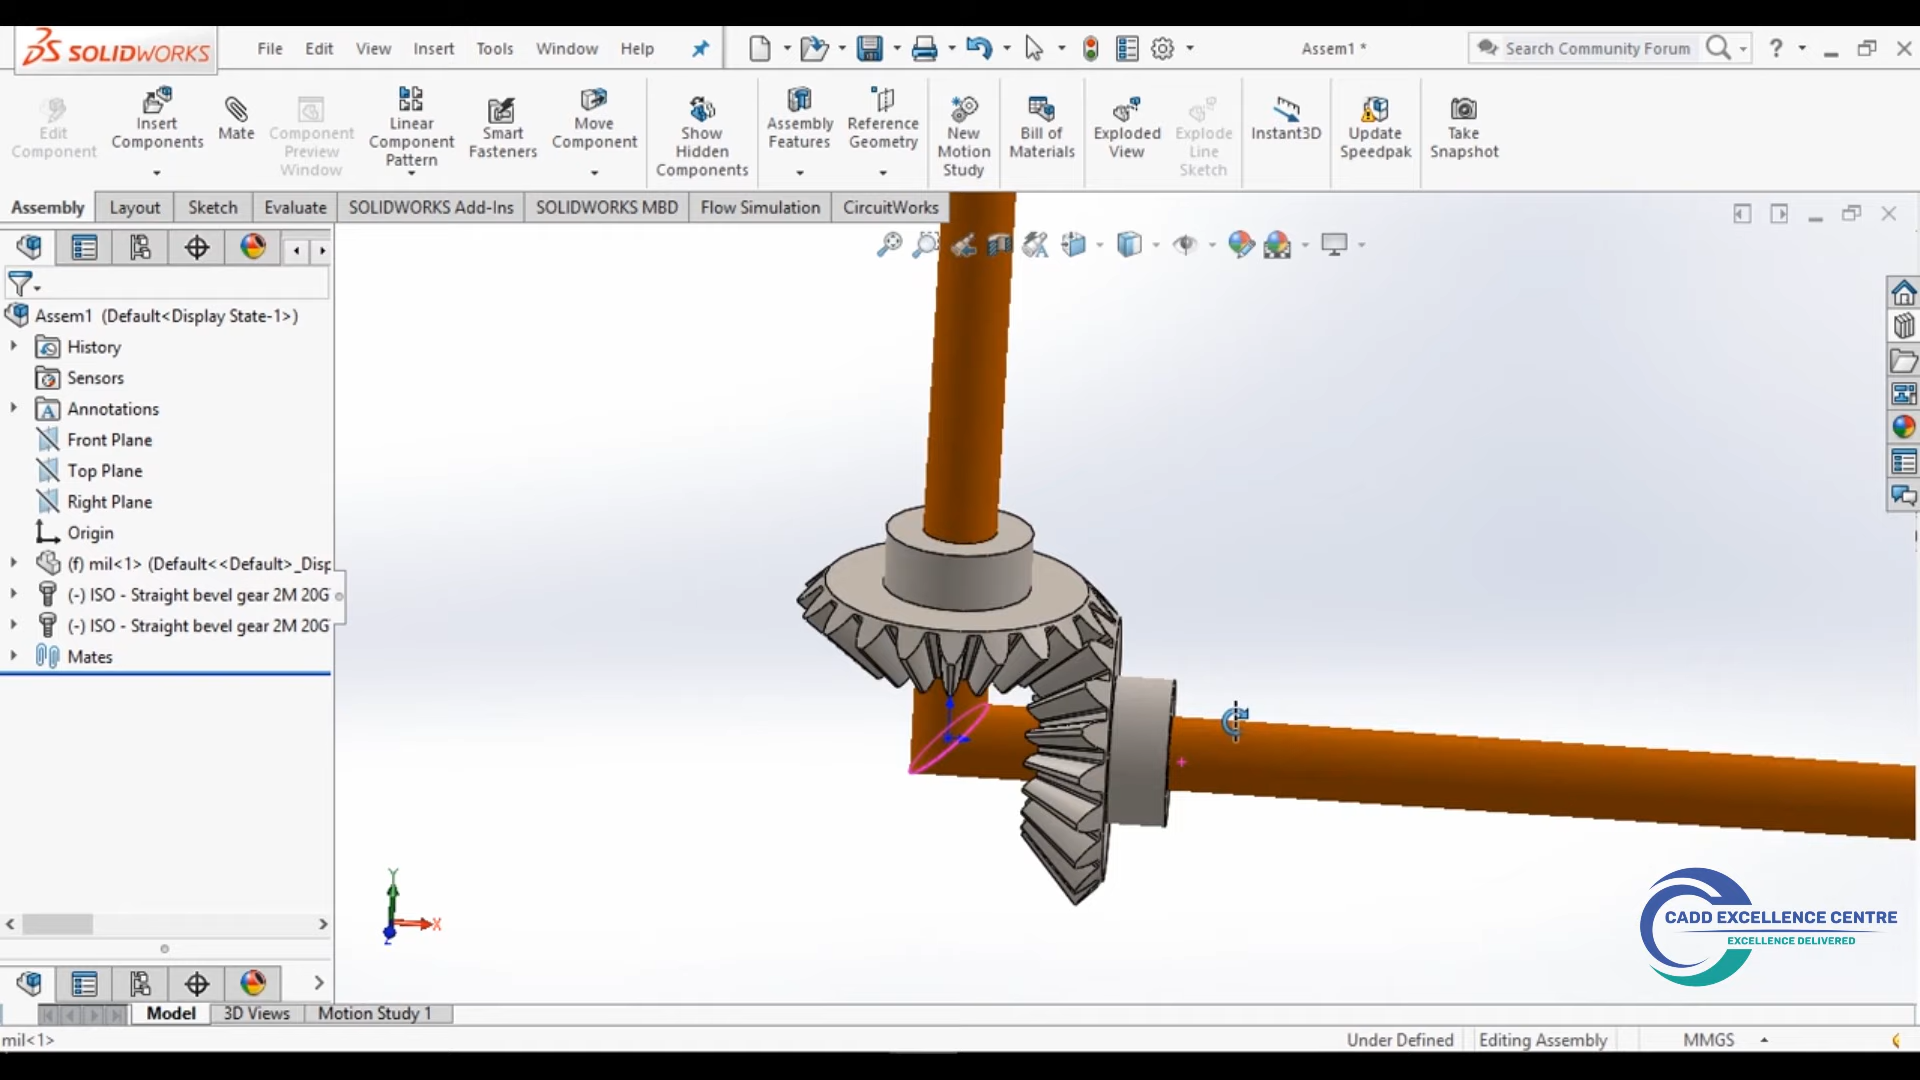 SOLIDWORKS
File Edit View Insert Tools Window Help
Assem1 *
Search Community Forum
?
Edit Component
Insert Components
Mate
Component Preview Window
Linear Component Pattern
Smart Fasteners
Move Component
Show Hidden Components
Assembly Features
Reference Geometry
New Motion Study
Bill of Materials
Exploded View
Explode Line Sketch
Instant3D
Update Speedpak
Take Snapshot
Assembly Layout Sketch Evaluate SOLIDWORKS Add-Ins SOLIDWORKS MBD Flow Simulation CircuitWorks
Assem1 (Default<Display State-1>)
History
Sensors
Annotations
Front Plane
Top Plane
Right Plane
Origin
(f) mil<1> (Default<<Default>_Disp
(-) ISO - Straight bevel gear 2M 20G
(-) ISO - Straight bevel gear 2M 20G
Mates
Y
X
Z
CADD EXCELLENCE CENTRE
EXCELLENCE DELIVERED
Model 3D Views Motion Study 1
mil<1>
Under Defined Editing Assembly MMGS